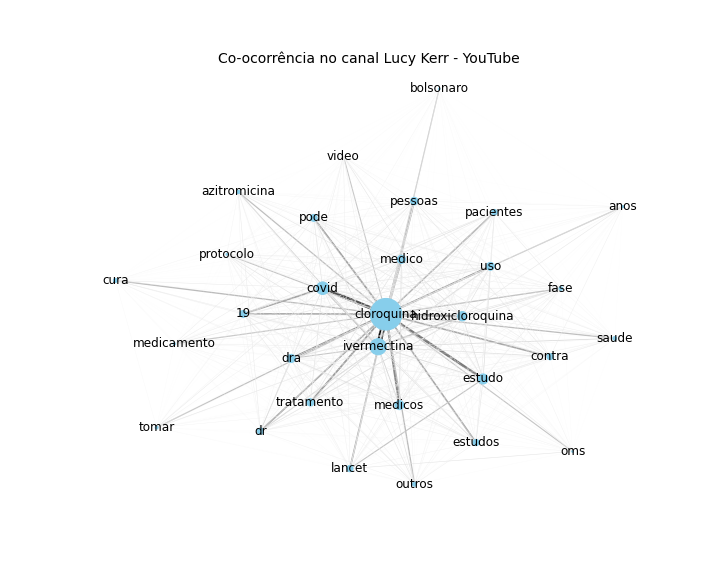 Co-ocorrência no canal Lucy Kerr - YouTube
bolsonaro
video
azitromicina
pessoas
anos
pode
pacientes
protocolo
medico
uso
cura
covid
fase
19
cloroquina
hidroxicloroquina
saude
medicamento
ivermectina
contra
dra
estudo
tratamento
medicos
tomar
dr
estudos
oms
lancet
outros